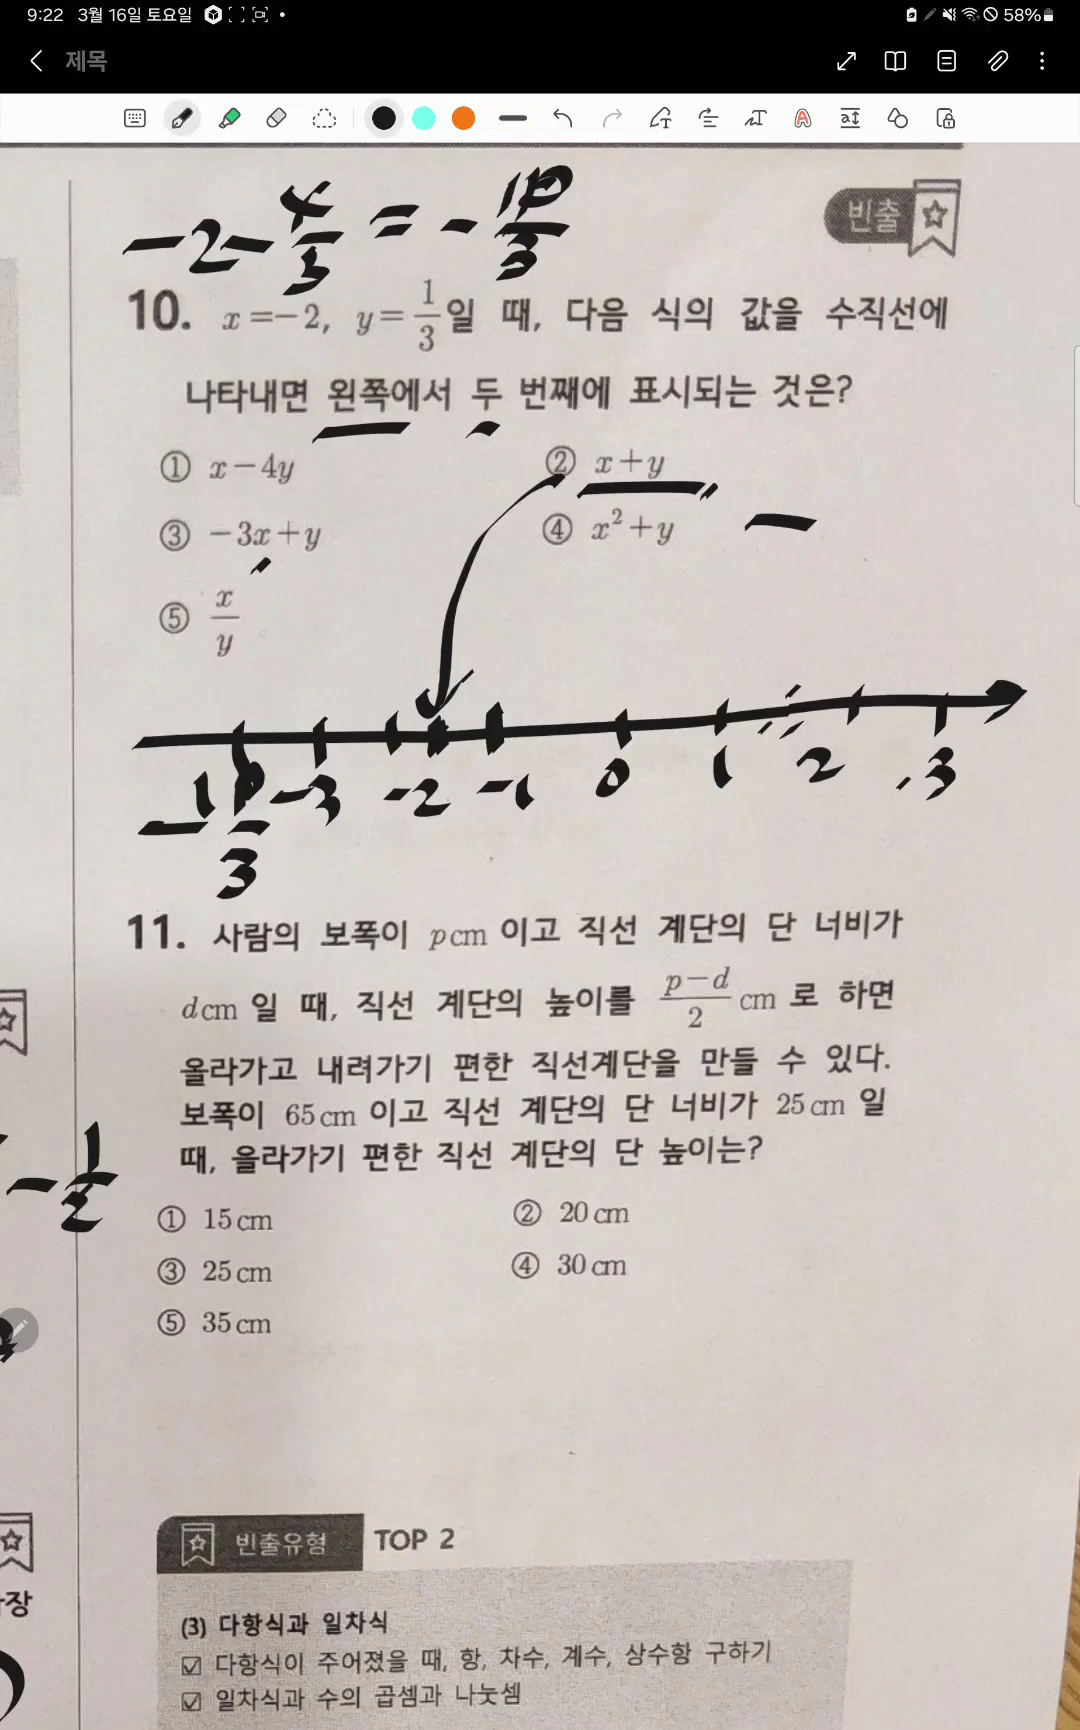 9:22 3월 16일 토요일 58%
제목
빈출
-2-4/3 = -10/3
10. x=-2, y=1/3일 때, 다음 식의 값을 수직선에
나타내면 왼쪽에서 두 번째에 표시되는 것은?
① x-4y ② x+y
③ -3x+y ④ x²+y
⑤ x/y
-10/3 -3 -2 -1 0 1 2 3
11. 사람의 보폭이 pcm 이고 직선 계단의 단 너비가
dcm 일 때, 직선 계단의 높이를 (p-d)/2 cm 로 하면
올라가고 내려가기 편한 직선계단을 만들 수 있다.
보폭이 65cm 이고 직선 계단의 단 너비가 25cm 일
때, 올라가기 편한 직선 계단의 단 높이는?
-1/2
① 15cm ② 20cm
③ 25cm ④ 30cm
⑤ 35cm
빈출유형 TOP 2
장
(3) 다항식과 일차식
☑ 다항식이 주어졌을 때, 항, 차수, 계수, 상수항 구하기
☑ 일차식과 수의 곱셈과 나눗셈